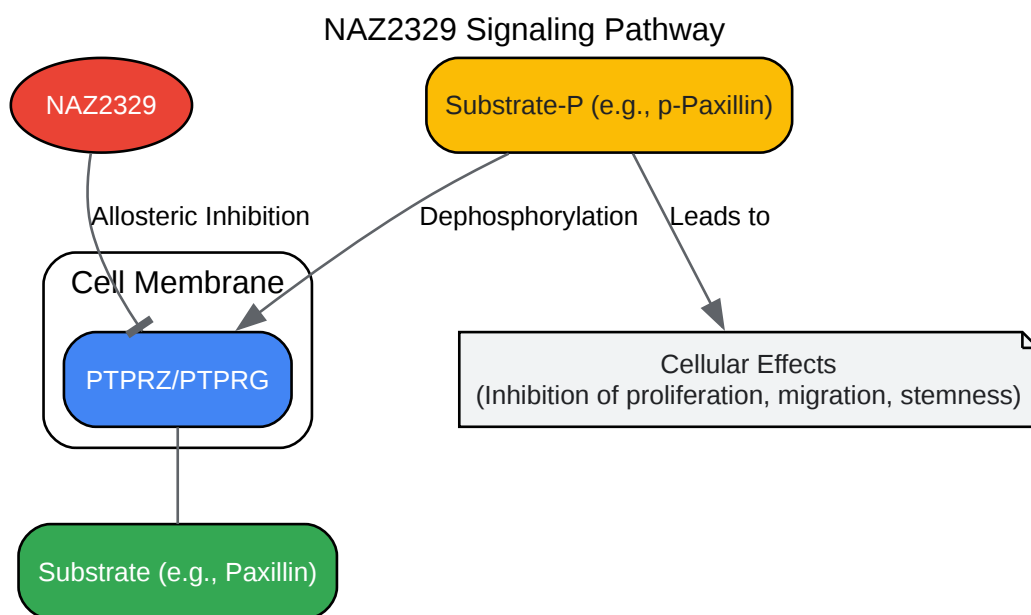 NAZ2329 Signaling Pathway
NAZ2329
Substrate-P (e.g., p-Paxillin)
Allosteric Inhibition
Dephosphorylation
Leads to
Cell Membrane
PTPRZ/PTPRG
Cellular Effects
(Inhibition of proliferation, migration, stemness)
Substrate (e.g., Paxillin)